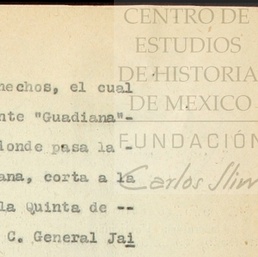 CENTRO DE
ESTUDIOS
DE HISTORIA
DE MEXICO
FUNDACIÓN
Carlos Slim
hechos, el cual
nte "Guadiana"-
donde pasa la -
ana, corta a la
la Quinta de --
C. General Jai